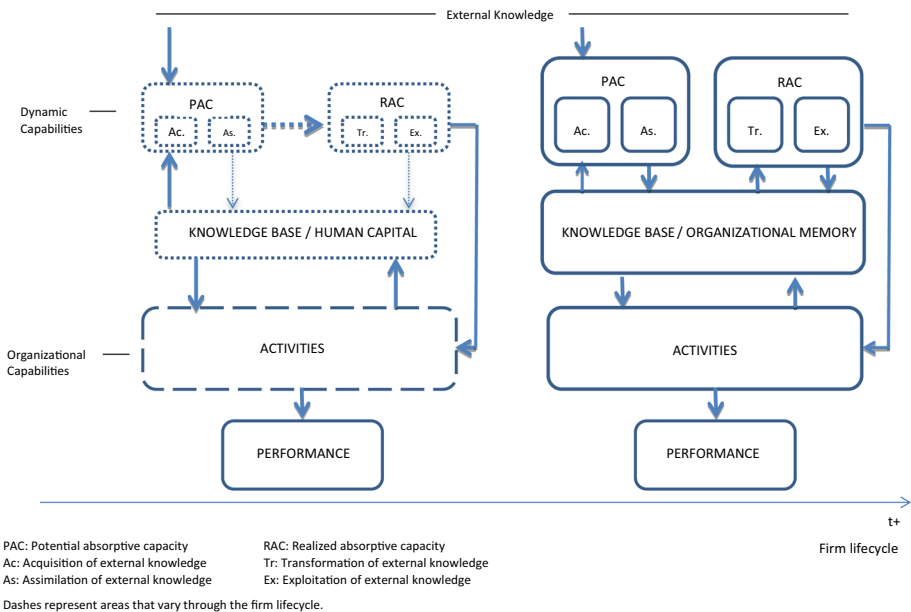 External Knowledge
Dynamic
Capabilities
PAC
Ac.
As.
RAC
Tr.
Ex.
KNOWLEDGE BASE / HUMAN CAPITAL
Organizational
Capabilities
ACTIVITIES
PERFORMANCE
PAC
Ac.
As.
RAC
Tr.
Ex.
KNOWLEDGE BASE / ORGANIZATIONAL MEMORY
ACTIVITIES
PERFORMANCE
t+
Firm lifecycle
PAC: Potential absorptive capacity
Ac: Acquisition of external knowledge
As: Assimilation of external knowledge
RAC: Realized absorptive capacity
Tr: Transformation of external knowledge
Ex: Exploitation of external knowledge
Dashes represent areas that vary through the firm lifecycle.